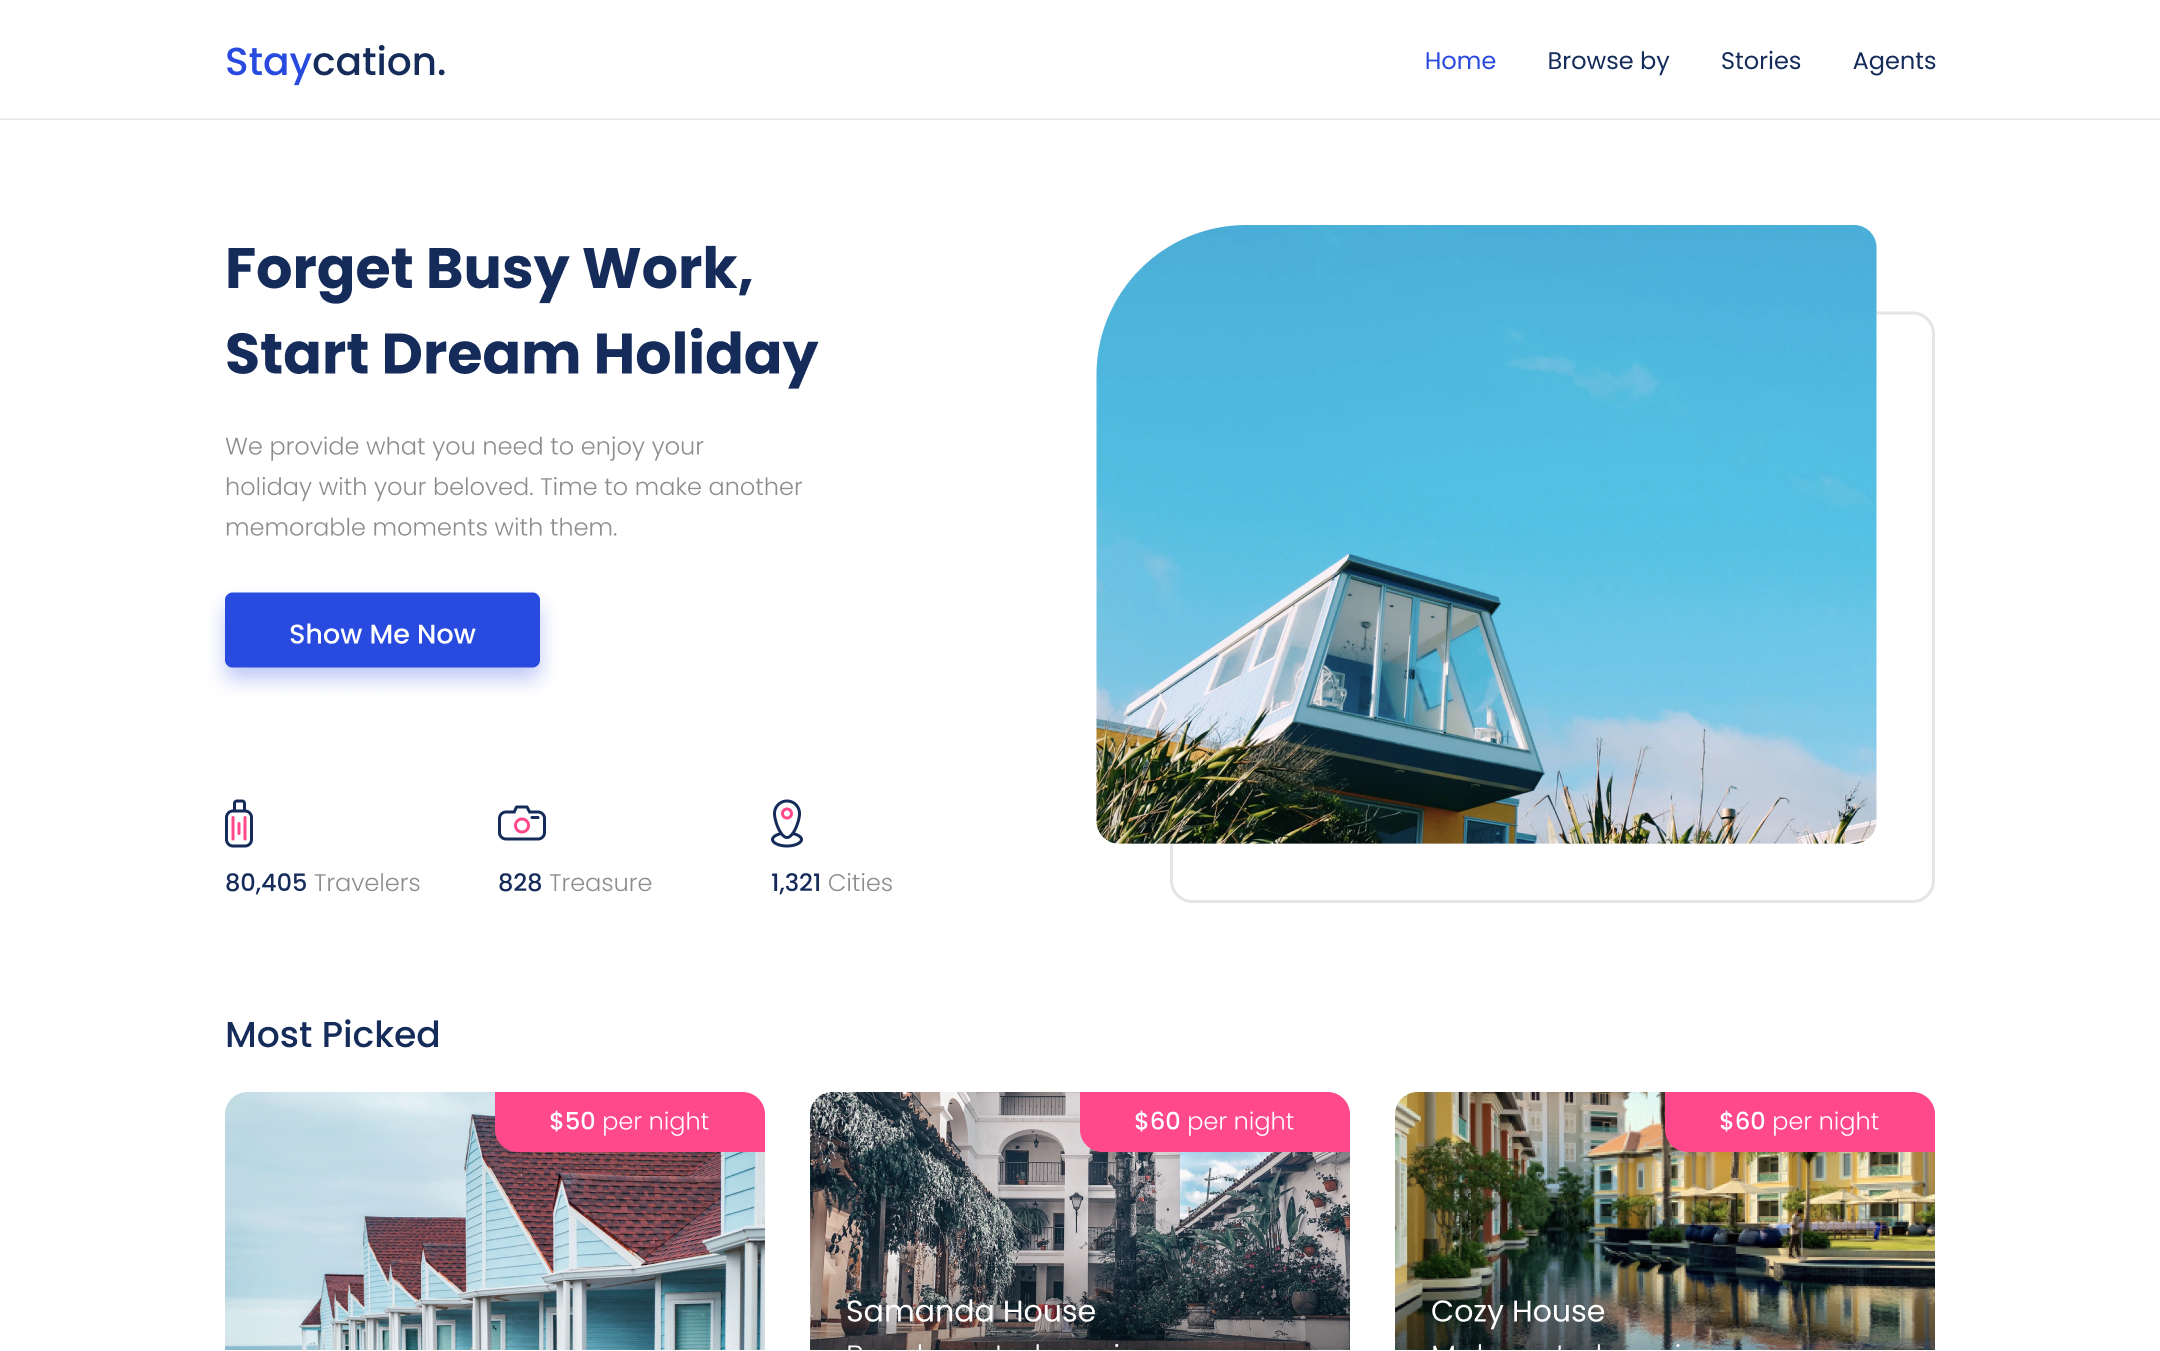 Staycation.
Home Browse by Stories Agents
Forget Busy Work,
Start Dream Holiday
We provide what you need to enjoy your
holiday with your beloved. Time to make another
memorable moments with them.
Show Me Now
80,405 Travelers
828 Treasure
1,321 Cities
Most Picked
$50 per night
$60 per night
Samanda House
$60 per night
Cozy House